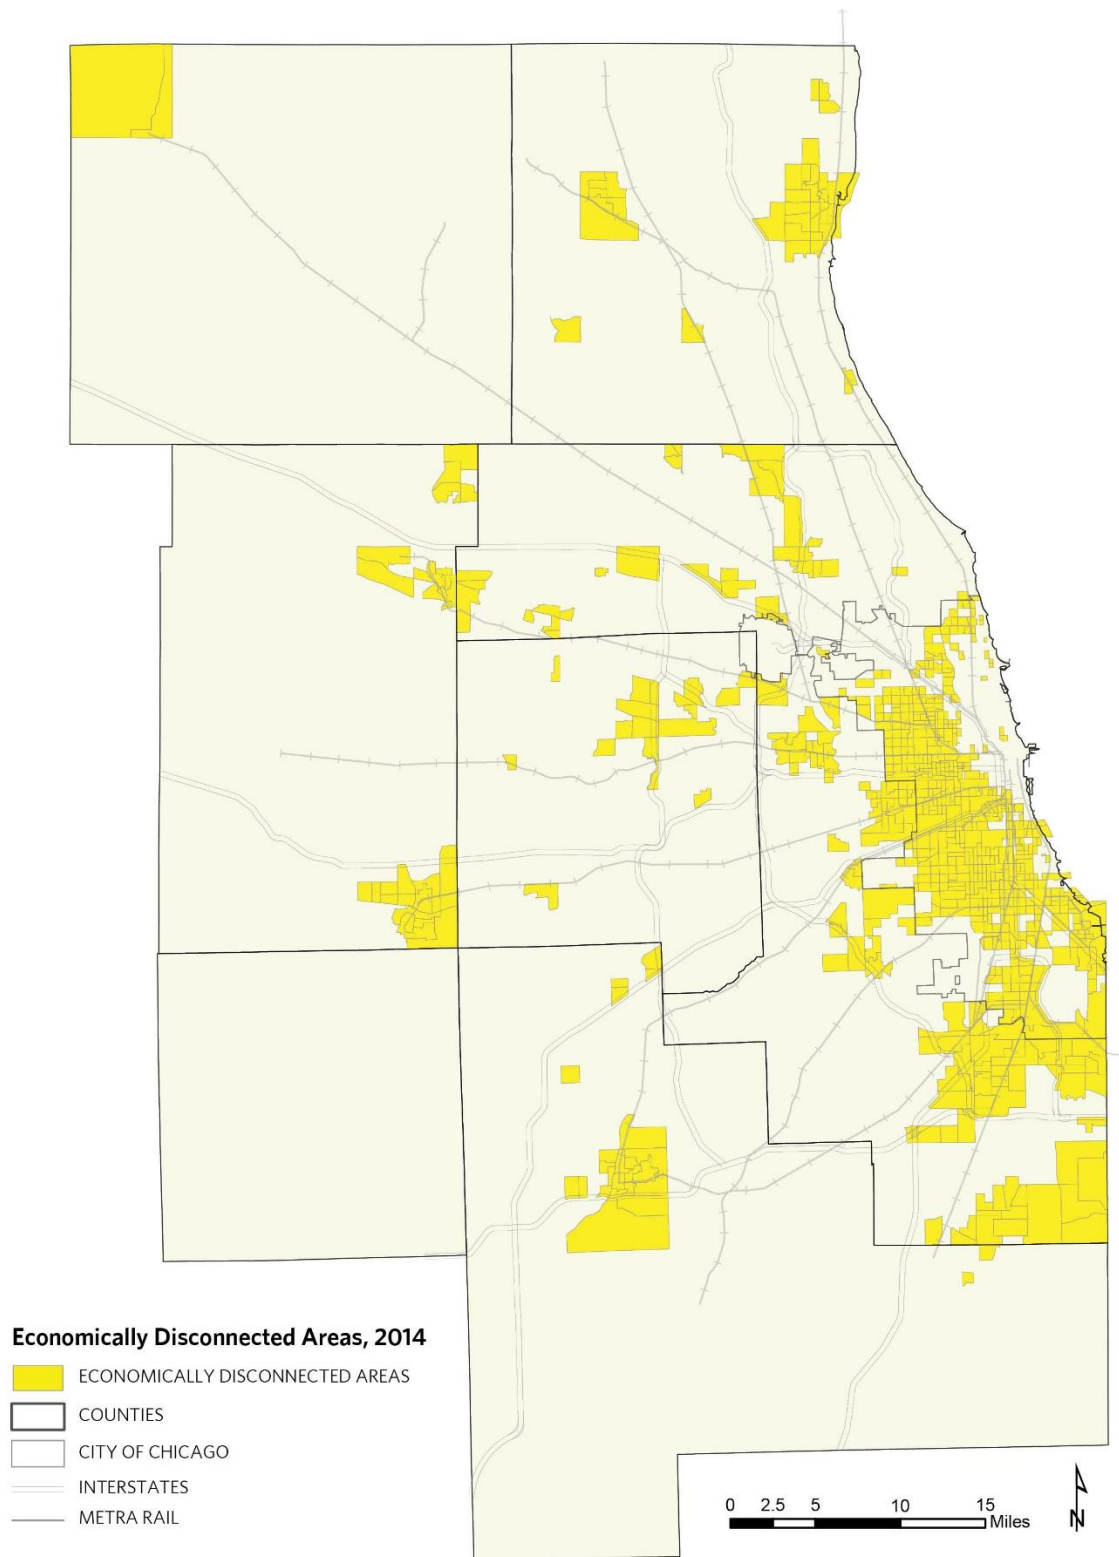 Economically Disconnected Areas, 2014
ECONOMICALLY DISCONNECTED AREAS
COUNTIES
CITY OF CHICAGO
INTERSTATES
METRA RAIL
0 2.5 5 10 15
Miles
N